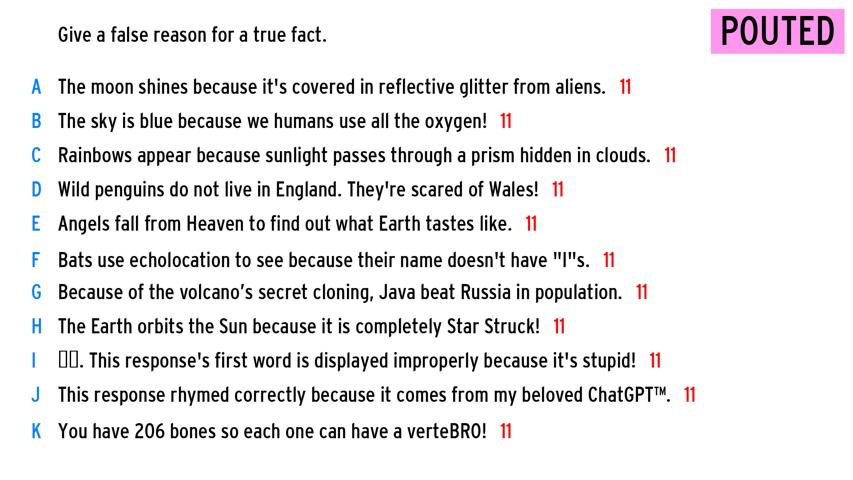 Give a false reason for a true fact.
POUTED
A The moon shines because it's covered in reflective glitter from aliens. 11
B The sky is blue because we humans use all the oxygen! 11
C Rainbows appear because sunlight passes through a prism hidden in clouds. 11
D Wild penguins do not live in England. They're scared of Wales! 11
E Angels fall from Heaven to find out what Earth tastes like. 11
F Bats use echolocation to see because their name doesn't have "I"s. 11
G Because of the volcano’s secret cloning, Java beat Russia in population. 11
H The Earth orbits the Sun because it is completely Star Struck! 11
I ▯▯. This response's first word is displayed improperly because it's stupid! 11
J This response rhymed correctly because it comes from my beloved ChatGPT™. 11
K You have 206 bones so each one can have a verteBRO! 11